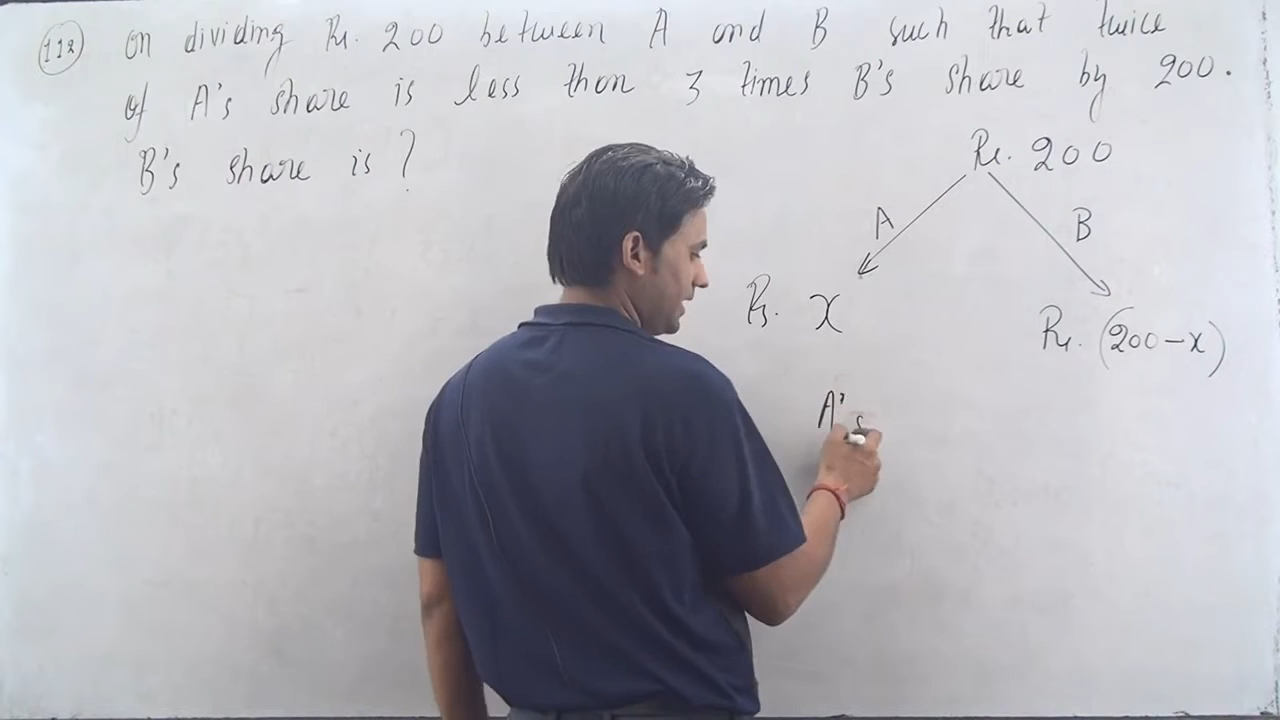 112 On dividing Rs. 200 between A and B such that twice
of A's share is less than 3 times B's share by 200.
B's share is ?
Rs. 200
A B
Rs. x Rs. (200-x)
A's